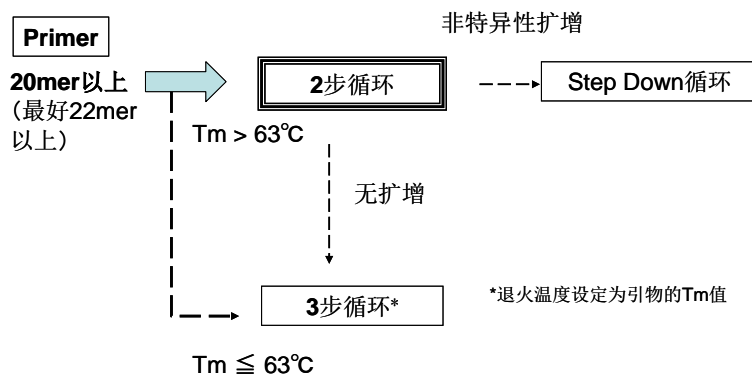 非特异性扩增
Primer
20mer以上
（最好22mer
以上）
2步循环
Step Down循环
Tm > 63℃
无扩增
3步循环*
*退火温度设定为引物的Tm值
Tm ≦ 63℃